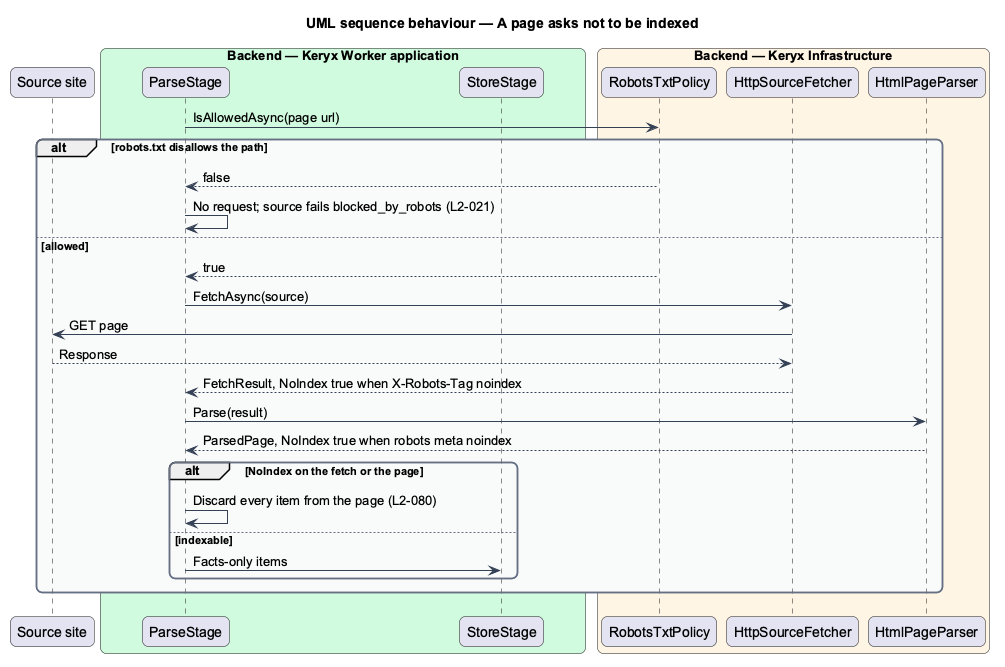 UML sequence behaviour — A page asks not to be indexed
Backend — Keryx Worker application
Backend — Keryx Infrastructure
Source site
ParseStage
StoreStage
RobotsTxtPolicy
HttpSourceFetcher
HtmlPageParser
IsAllowedAsync(page url)
alt
[robots.txt disallows the path]
false
No request; source fails blocked_by_robots (L2-021)
[allowed]
true
FetchAsync(source)
GET page
Response
FetchResult, NoIndex true when X-Robots-Tag noindex
Parse(result)
ParsedPage, NoIndex true when robots meta noindex
alt
[NoIndex on the fetch or the page]
Discard every item from the page (L2-080)
[indexable]
Facts-only items
Source site
ParseStage
StoreStage
RobotsTxtPolicy
HttpSourceFetcher
HtmlPageParser